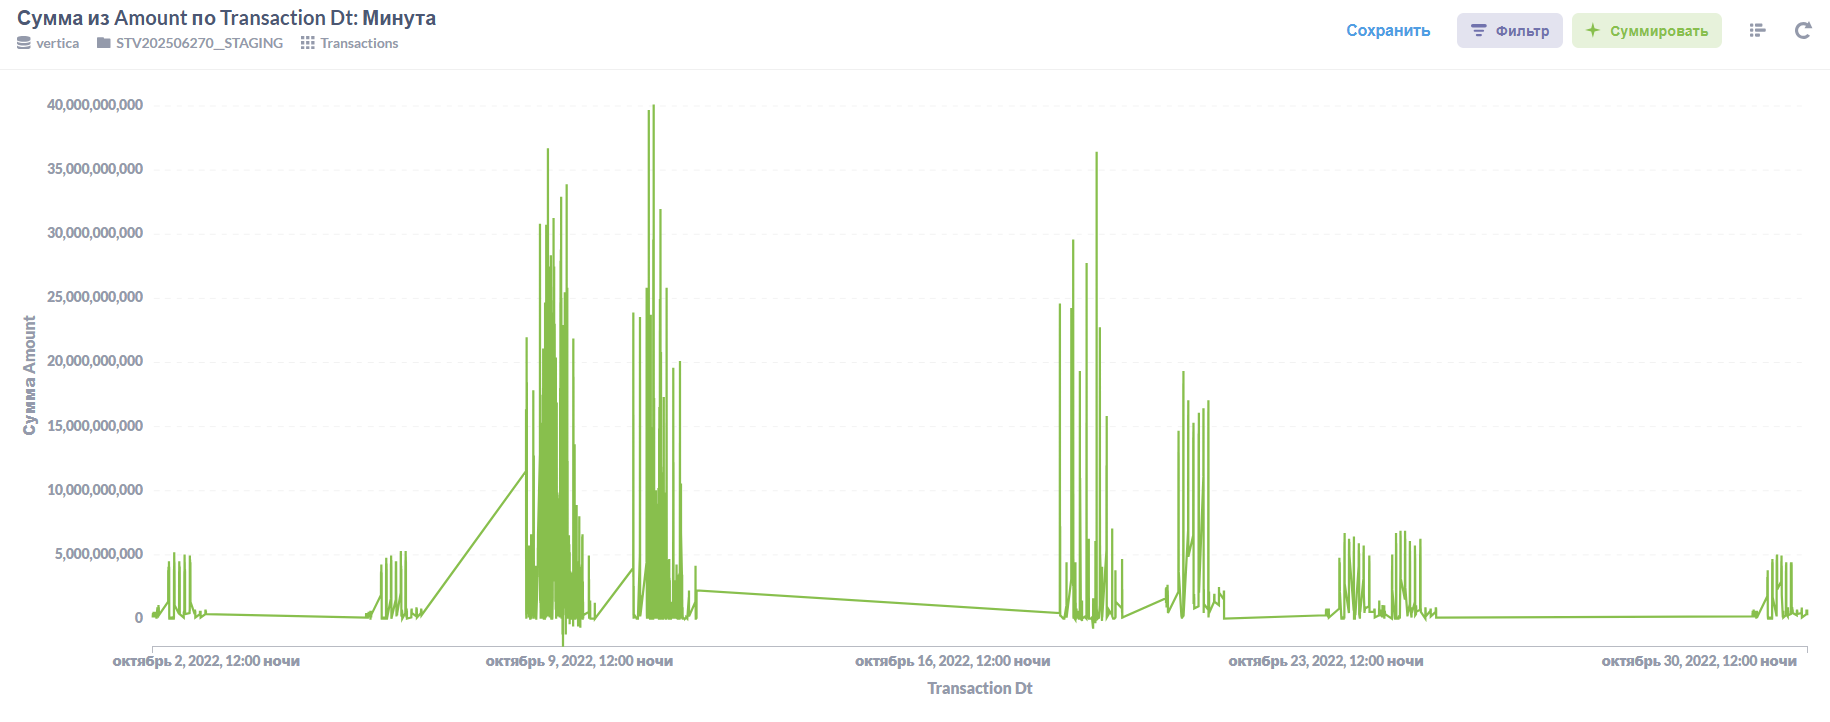 Сумма из Amount по Transaction Dt: Минута
vertica STV202506270__STAGING Transactions
Сохранить Фильтр Суммировать
40,000,000,000
35,000,000,000
30,000,000,000
25,000,000,000
20,000,000,000
15,000,000,000
10,000,000,000
5,000,000,000
0
Сумма Amount
октябрь 2, 2022, 12:00 ночи октябрь 9, 2022, 12:00 ночи октябрь 16, 2022, 12:00 ночи октябрь 23, 2022, 12:00 ночи октябрь 30, 2022, 12:00 ночи
Transaction Dt